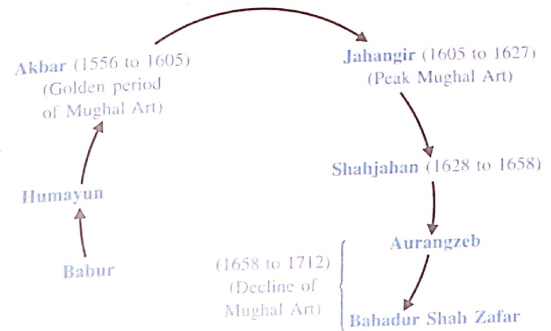 Akbar (1556 to 1605)
(Golden period
of Mughal Art)
Jahangir (1605 to 1627)
(Peak Mughal Art)
Humayun
Shahjahan (1628 to 1658)
Babur
Aurangzeb
(1658 to 1712)
(Decline of
Mughal Art)
Bahadur Shah Zafar